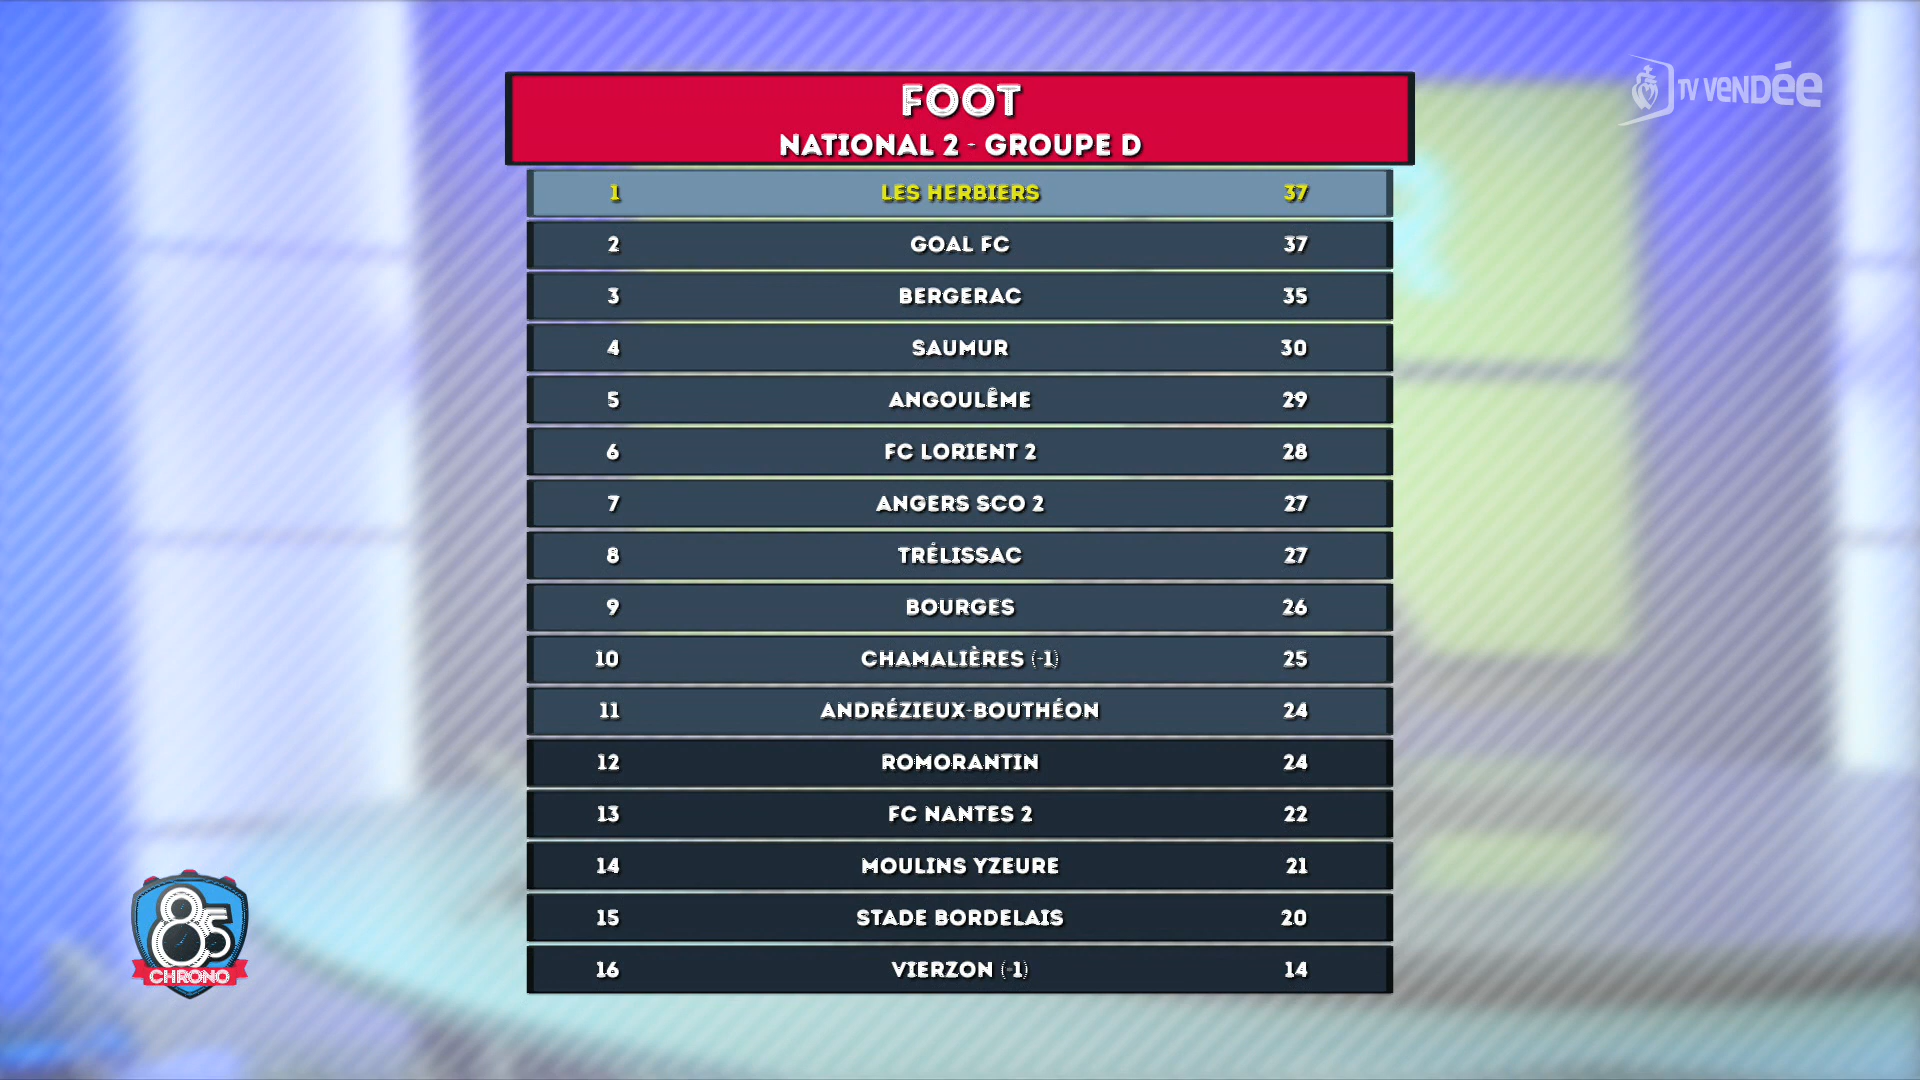 TV VENDÉE
FOOT
NATIONAL 2 - GROUPE D
1 LES HERBIERS 37
2 GOAL FC 37
3 BERGERAC 35
4 SAUMUR 30
5 ANGOULÊME 29
6 FC LORIENT 2 28
7 ANGERS SCO 2 27
8 TRÉLISSAC 27
9 BOURGES 26
10 CHAMALIÈRES (-1) 25
11 ANDRÉZIEUX-BOUTHÉON 24
12 ROMORANTIN 24
13 FC NANTES 2 22
14 MOULINS YZEURE 21
15 STADE BORDELAIS 20
16 VIERZON (-1) 14
85
CHRONO